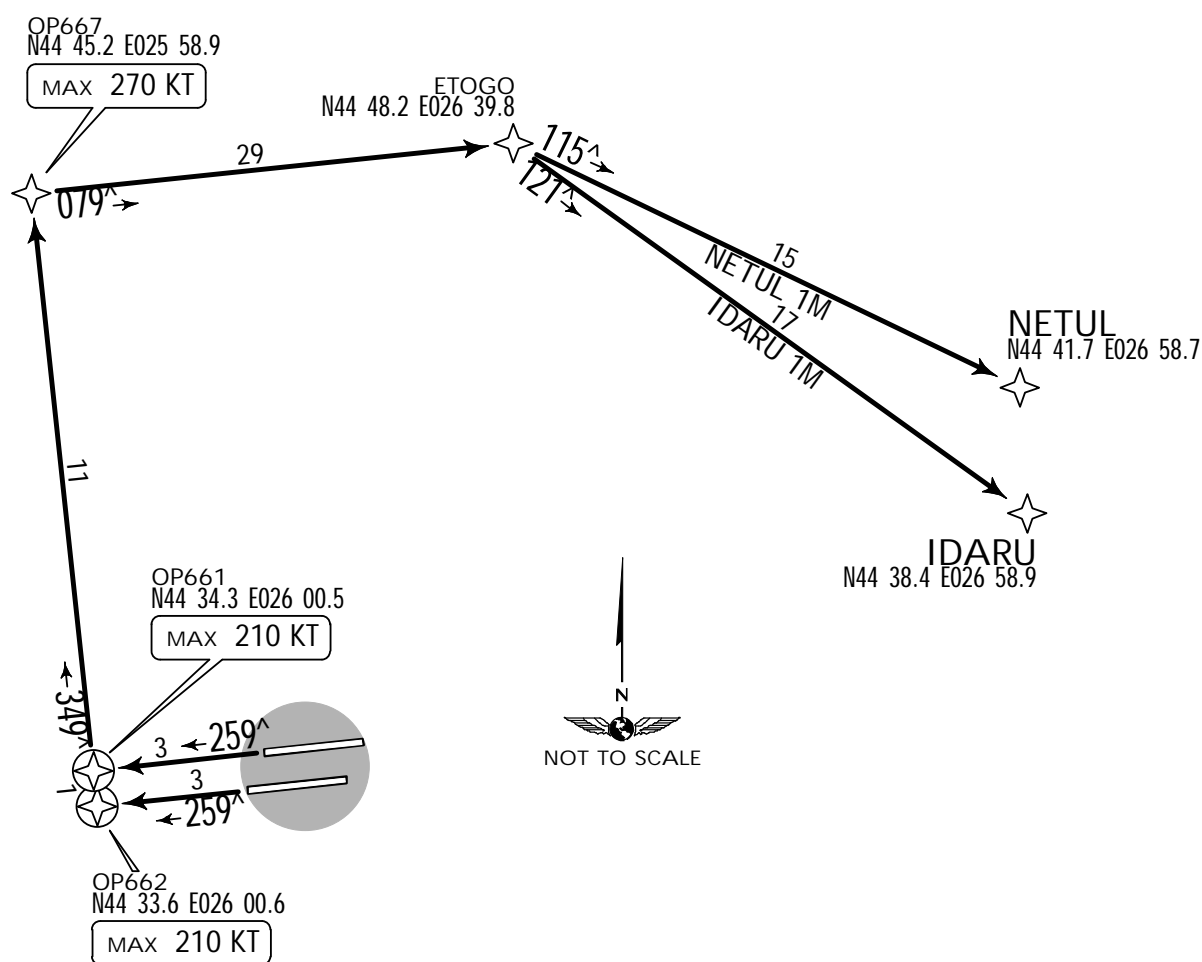 OP667
N44 45.2 E025 58.9
MAX 270 KT
ETOGO
N44 48.2 E026 39.8
29
079^
115^
121^
15
NETUL 1M
17
IDARU 1M
NETUL
N44 41.7 E026 58.7
IDARU
N44 38.4 E026 58.9
11
OP661
N44 34.3 E026 00.5
MAX 210 KT
349^
3
259^
3
259^
1
N
NOT TO SCALE
OP662
N44 33.6 E026 00.6
MAX 210 KT